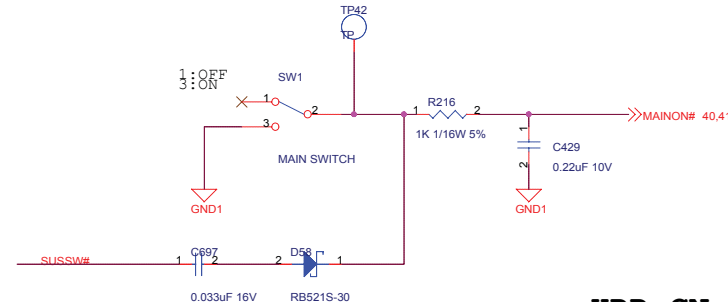 TP42
TP
1:OFF
3:ON
SW1
1
2
3
MAIN SWITCH
GND1
R216
1
2
1K 1/16W 5%
MAINON# 40,41
1
2
C429
0.22uF 10V
GND1
SUSSW#
C697
1
2
0.033uF 16V
D58
2
1
RB521S-30